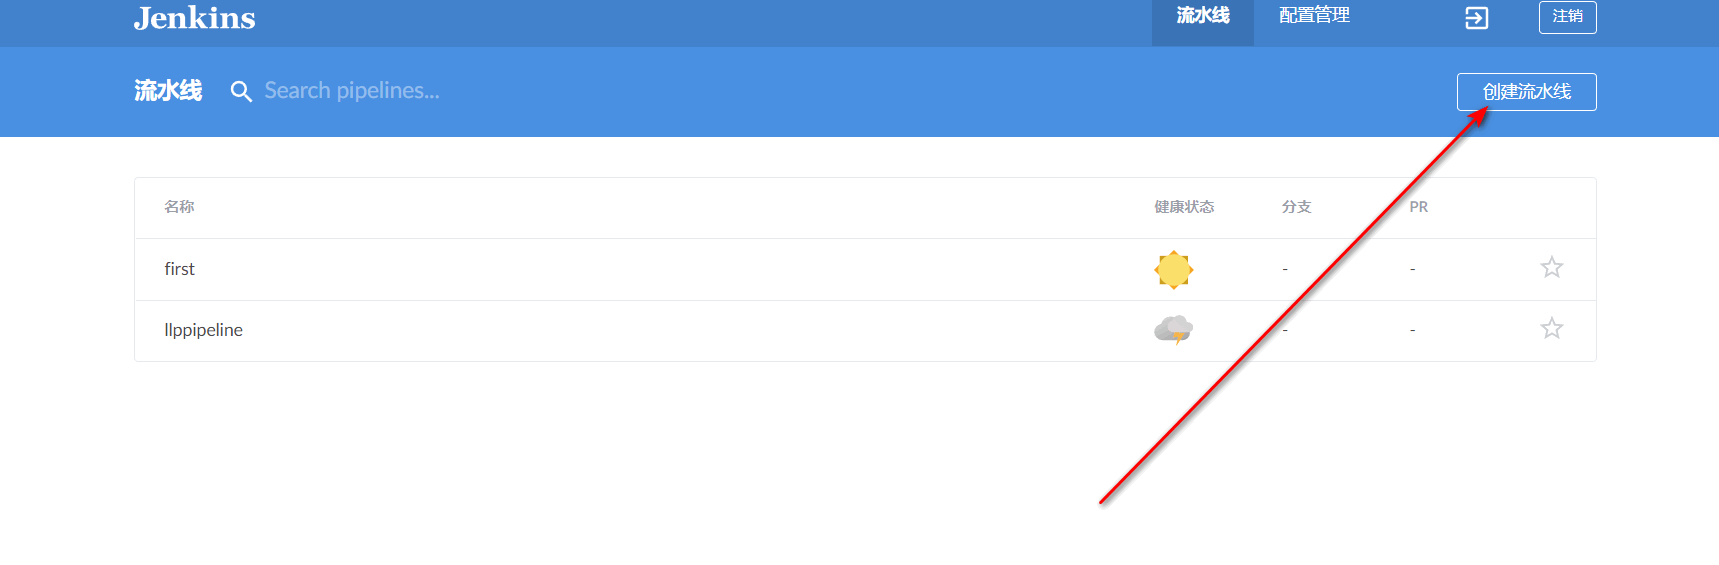 Jenkins 流水线 配置管理 注销
流水线 Search pipelines... 创建流水线
名称 健康状态 分支 PR
first - -
llppipeline - -